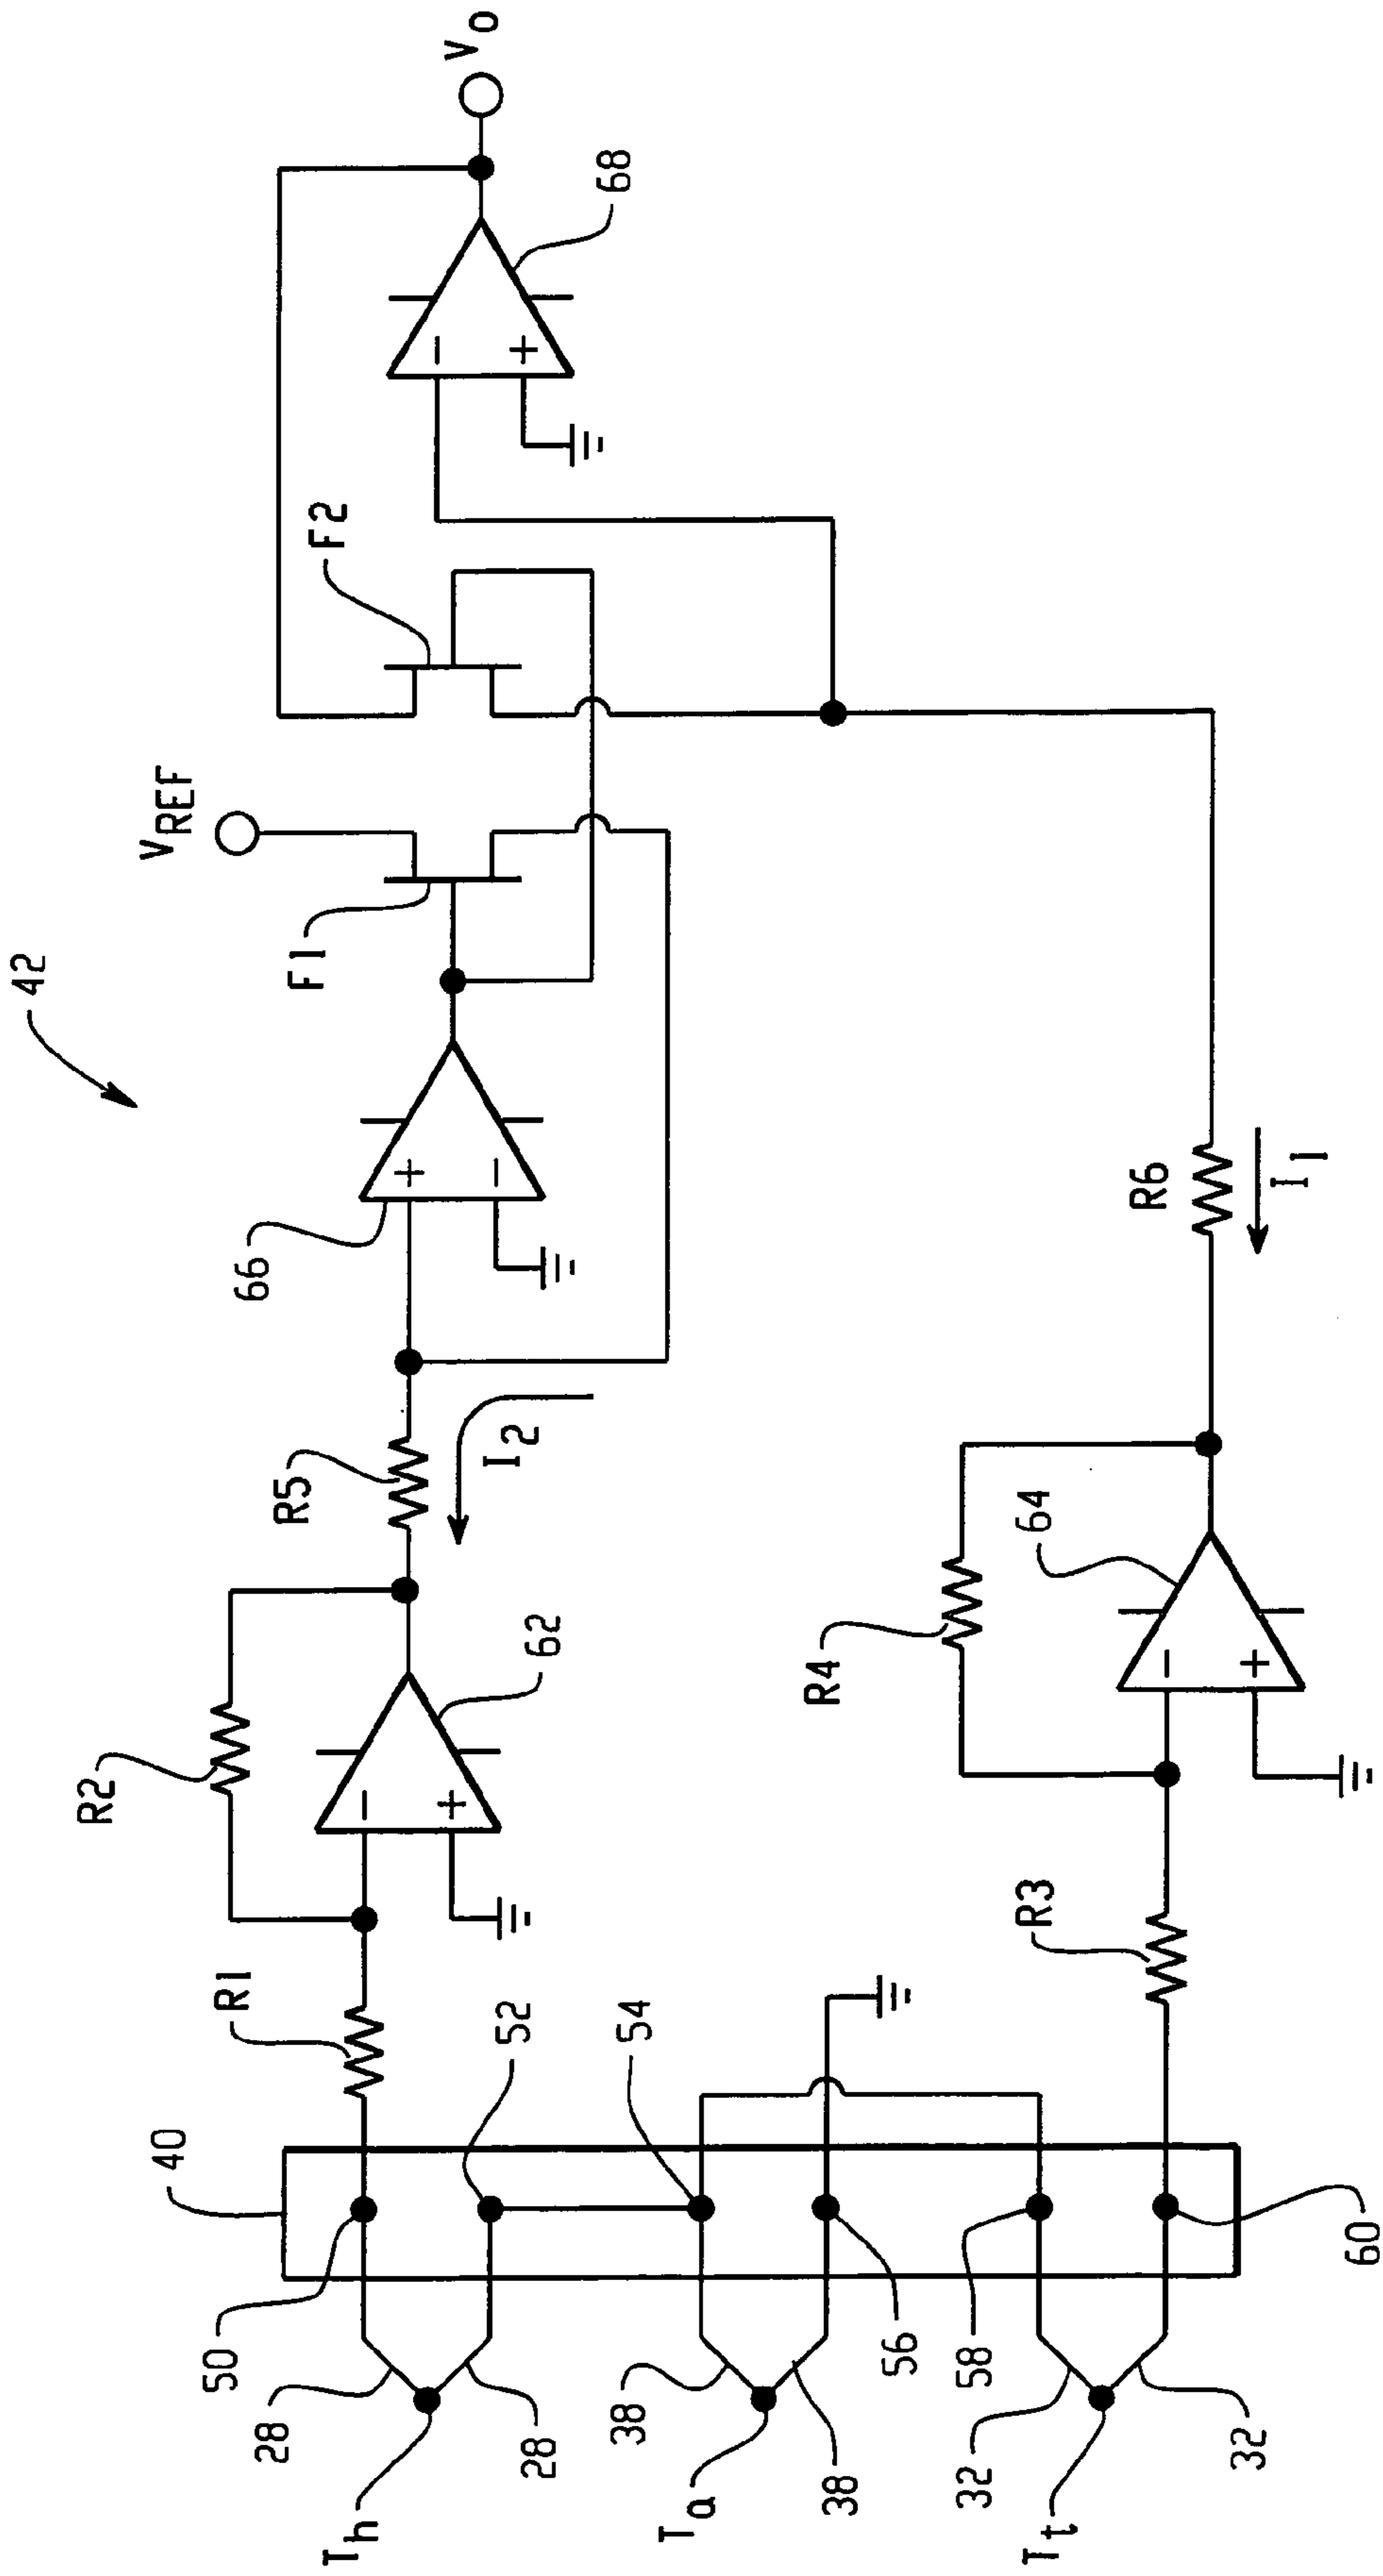 42
V_REF
V_O
F1
F2
68
66
R5
I_2
R2
62
R1
40
50
28
T_h
28
52
54
38
T_a
38
56
58
32
T_t
32
60
R3
R4
64
R6
I_1
+
−
−
+
−
+
−
+